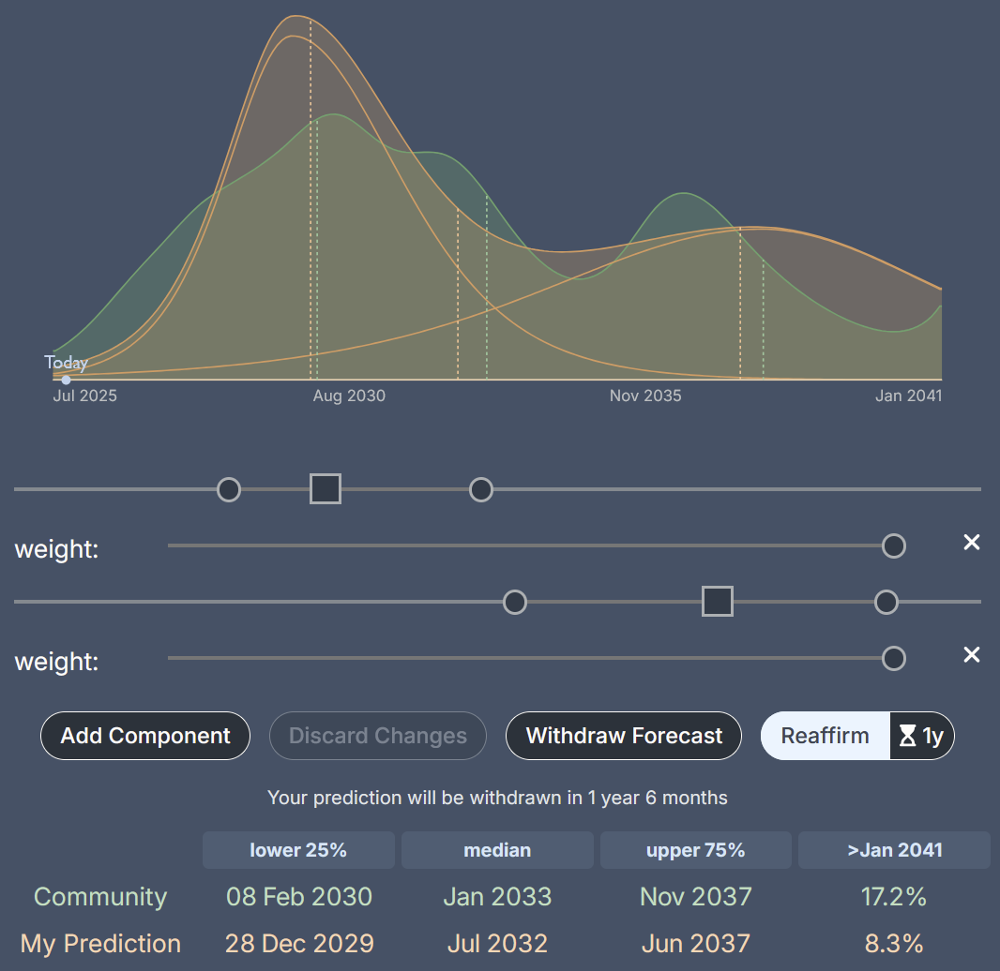 Today
Jul 2025 Aug 2030 Nov 2035 Jan 2041
weight:
weight:
Add Component Discard Changes Withdraw Forecast Reaffirm 1y
Your prediction will be withdrawn in 1 year 6 months
lower 25% median upper 75% >Jan 2041
Community 08 Feb 2030 Jan 2033 Nov 2037 17.2%
My Prediction 28 Dec 2029 Jul 2032 Jun 2037 8.3%